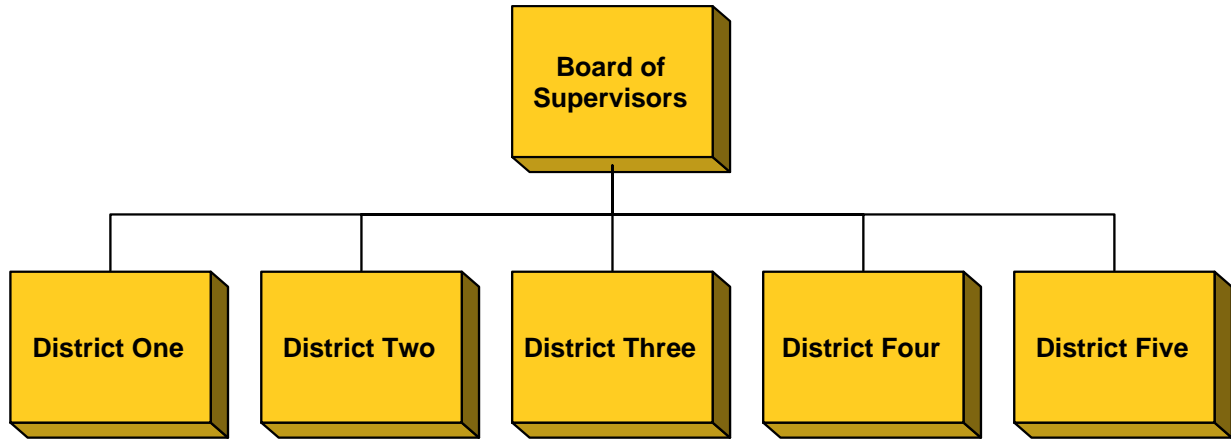 Board of
Supervisors
District One
District Two
District Three
District Four
District Five